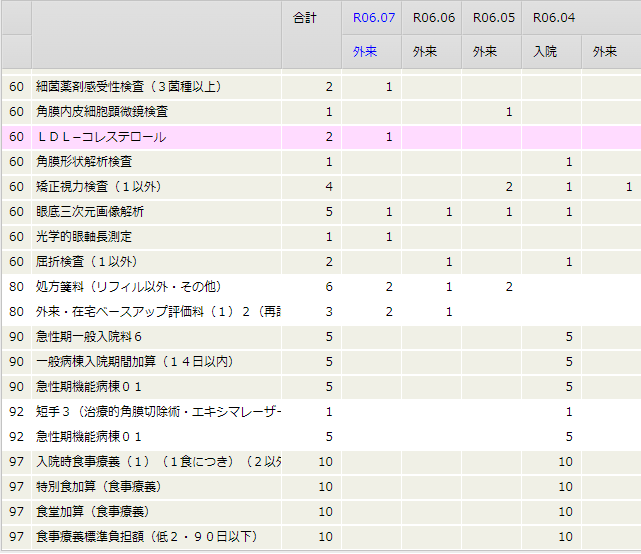 合計 R06.07 R06.06 R06.05 R06.04
外来 外来 外来 入院 外来
60 細菌薬剤感受性検査（３菌種以上） 2 1
60 角膜内皮細胞顕微鏡検査 1 1
60 ＬＤＬ−コレステロール 2 1
60 角膜形状解析検査 1 1
60 矯正視力検査（１以外） 4 2 1 1
60 眼底三次元画像解析 5 1 1 1 1
60 光学的眼軸長測定 1 1
60 屈折検査（１以外） 2 1 1
80 処方箋料（リフィル以外・その他） 6 2 1 2
80 外来・在宅ベースアップ評価料（１）２（再診 3 2 1
90 急性期一般入院料６ 5 5
90 一般病棟入院期間加算（１４日以内） 5 5
90 急性期機能病棟０１ 5 5
92 短手３（治療的角膜切除術・エキシマレーザー 1 1
92 急性期機能病棟０１ 5 5
97 入院時食事療養（１）（１食につき）（２以外 10 10
97 特別食加算（食事療養） 10 10
97 食堂加算（食事療養） 10 10
97 食事療養標準負担額（低２・９０日以下） 10 10